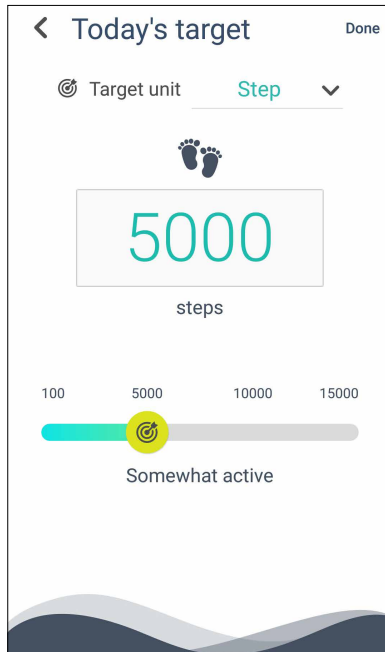 Today's target
Done
Target unit
Step
5000
steps
100 5000 10000 15000
Somewhat active